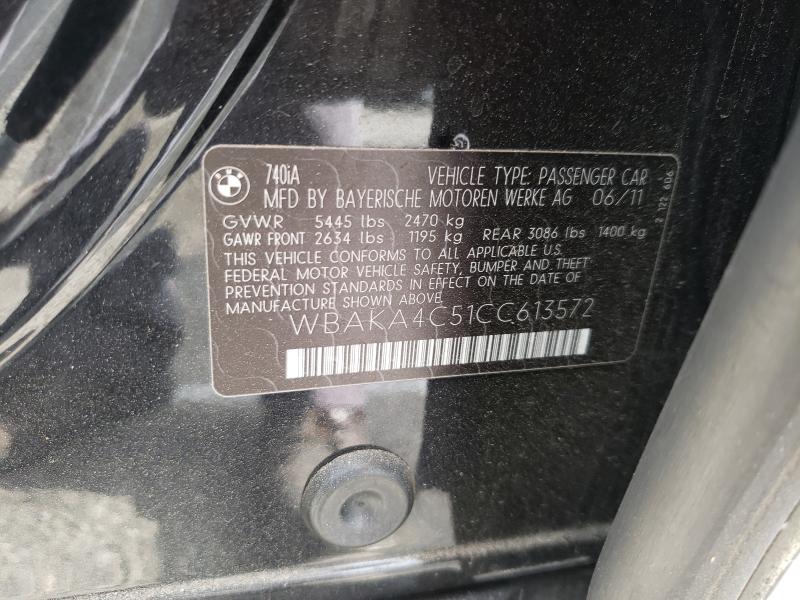 740iA VEHICLE TYPE: PASSENGER CAR
MFD BY BAYERISCHE MOTOREN WERKE AG 06/11
GVWR 5445 lbs 2470 kg
GAWR FRONT 2634 lbs 1195 kg REAR 3086 lbs 1400 kg
THIS VEHICLE CONFORMS TO ALL APPLICABLE U.S.
FEDERAL MOTOR VEHICLE SAFETY, BUMPER AND THEFT
PREVENTION STANDARDS IN EFFECT ON THE DATE OF
MANUFACTURE ABOVE.
WBAKA4C51CC613572
BMW